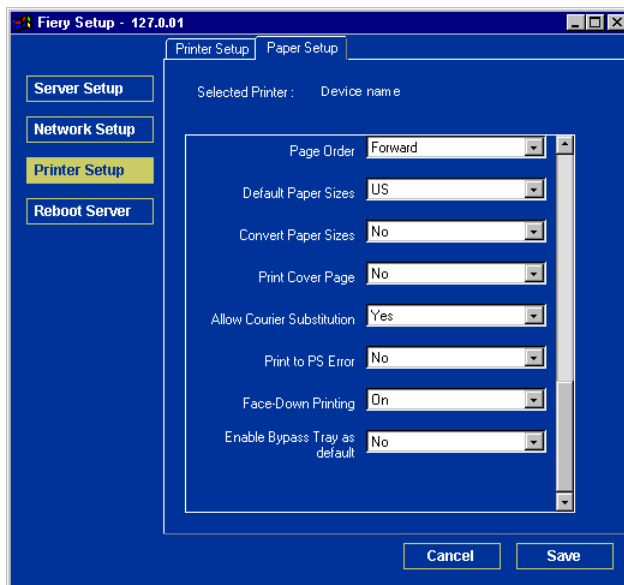 Fiery Setup - 127.0.01
Printer Setup
Paper Setup
Server Setup
Network Setup
Printer Setup
Reboot Server
Selected Printer : Device name
Page Order Forward
Default Paper Sizes US
Convert Paper Sizes No
Print Cover Page No
Allow Courier Substitution Yes
Print to PS Error No
Face-Down Printing On
Enable Bypass Tray as
default No
Cancel
Save